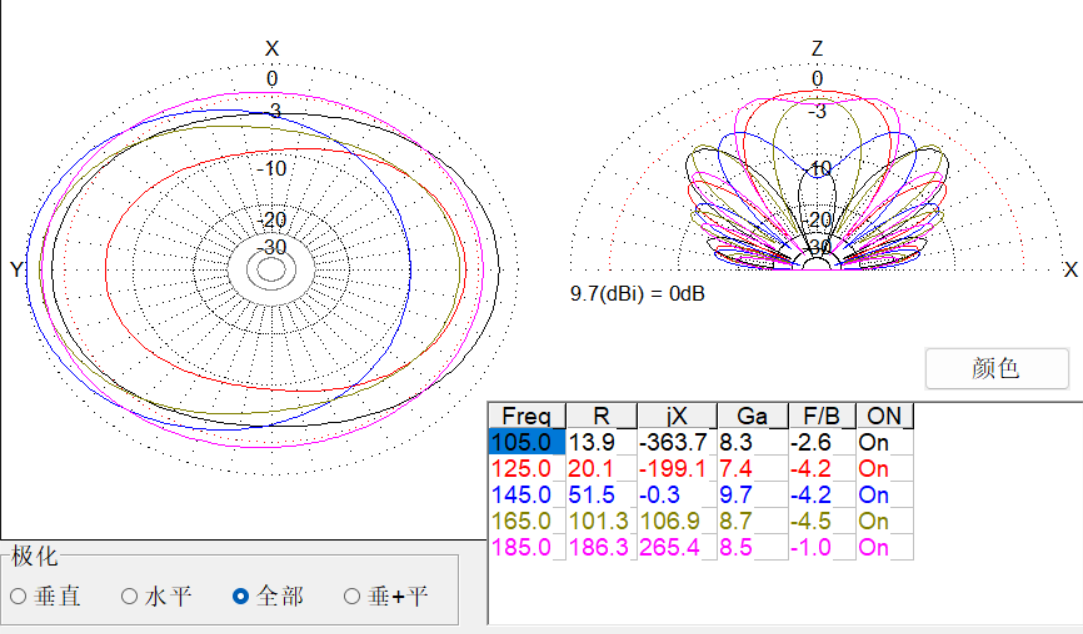 X
0
-3
-10
-20
-30
Y
Z
0
-3
-10
-20
-30
X
9.7(dBi) = 0dB
颜色
Freq R jX Ga F/B ON
105.0 13.9 -363.7 8.3 -2.6 On
125.0 20.1 -199.1 7.4 -4.2 On
145.0 51.5 -0.3 9.7 -4.2 On
165.0 101.3 106.9 8.7 -4.5 On
185.0 186.3 265.4 8.5 -1.0 On
极化
垂直 水平 全部 垂+平